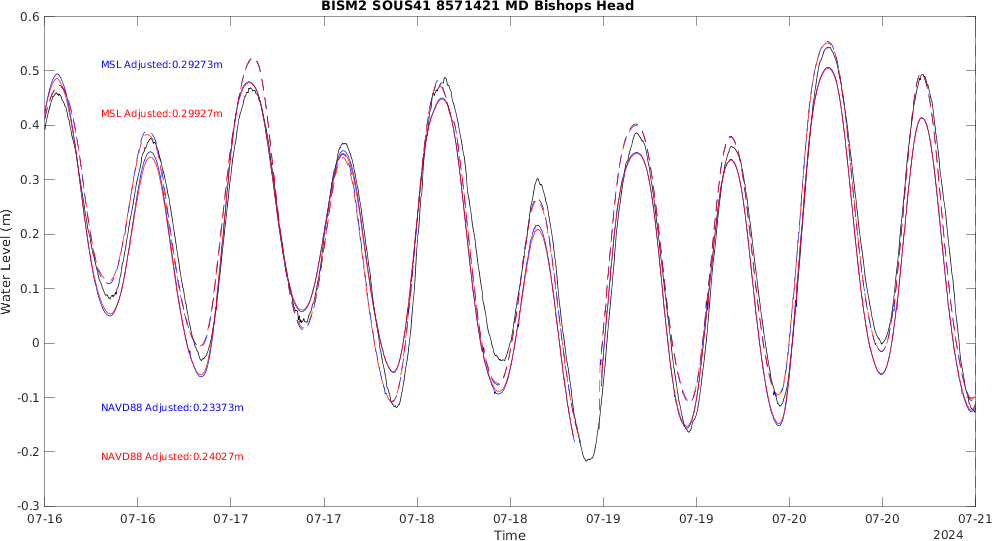 BISM2 SOUS41 8571421 MD Bishops Head
0.6
0.5
0.4
0.3
0.2
0.1
0
-0.1
-0.2
-0.3
Water Level (m)
MSL Adjusted:0.29273m
MSL Adjusted:0.29927m
NAVD88 Adjusted:0.23373m
NAVD88 Adjusted:0.24027m
07-16 07-16 07-17 07-17 07-18 07-18 07-19 07-19 07-20 07-20 07-21
Time
2024